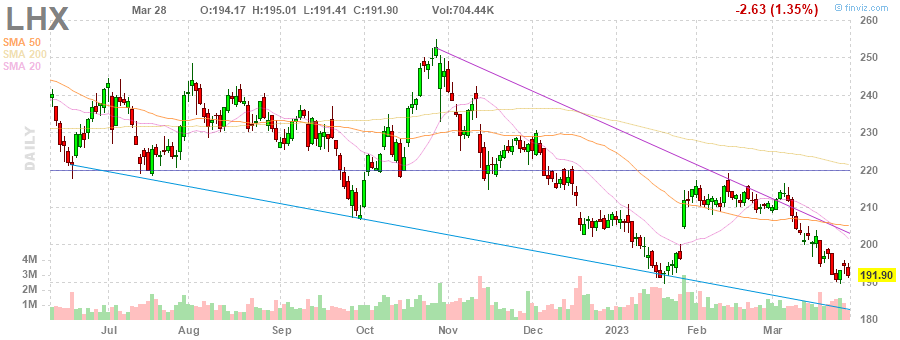 LHX Mar 28 O:194.17 H:195.01 L:191.41 C:191.90 Vol:704.44K -2.63 (1.35%) © finviz.com
SMA 50
SMA 200
SMA 20
DAILY
260
250
240
230
220
210
200
191.90
190
180
4M
3M
2M
1M
Jul Aug Sep Oct Nov Dec 2023 Feb Mar